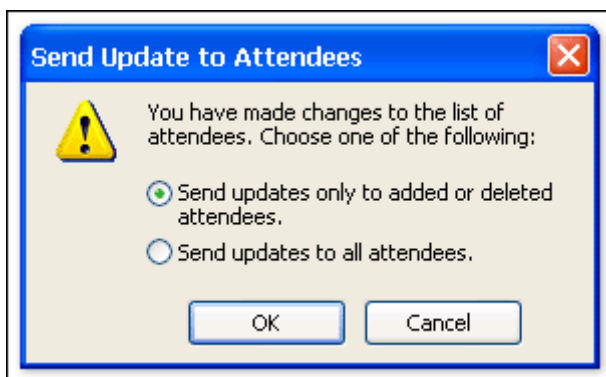 Send Update to Attendees
You have made changes to the list of
attendees. Choose one of the following:
Send updates only to added or deleted
attendees.
Send updates to all attendees.
OK
Cancel